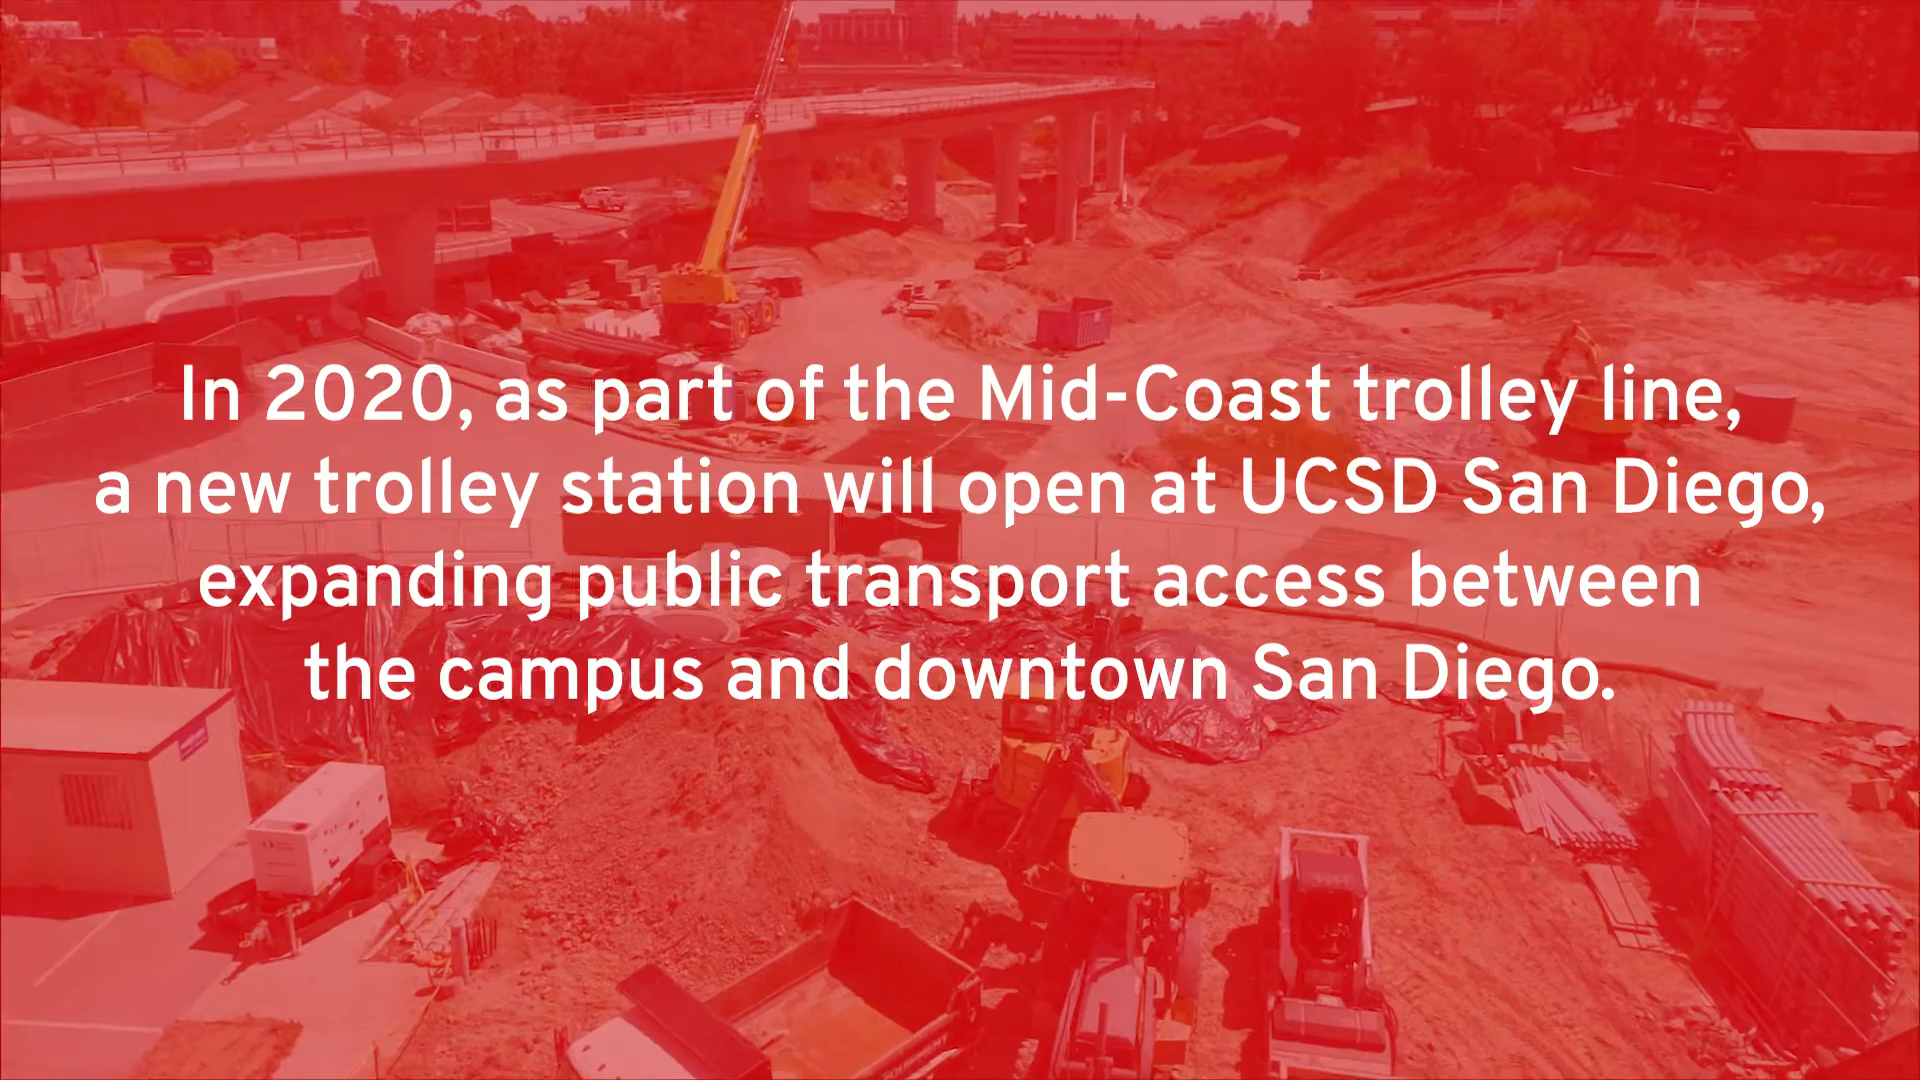 In 2020, as part of the Mid-Coast trolley line,
a new trolley station will open at UCSD San Diego,
expanding public transport access between
the campus and downtown San Diego.